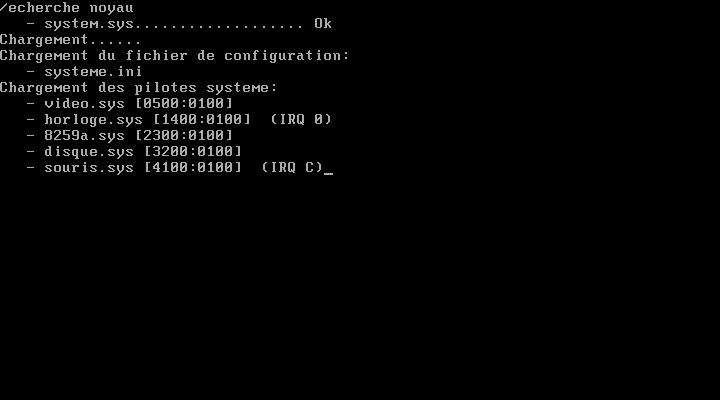 /echerche noyau
- system.sys................... Ok
Chargement......
Chargement du fichier de configuration:
- systeme.ini
Chargement des pilotes systeme:
- video.sys [0500:0100]
- horloge.sys [1400:0100]  (IRQ 0)
- 8259a.sys [2300:0100]
- disque.sys [3200:0100]
- souris.sys [4100:0100]  (IRQ C)_